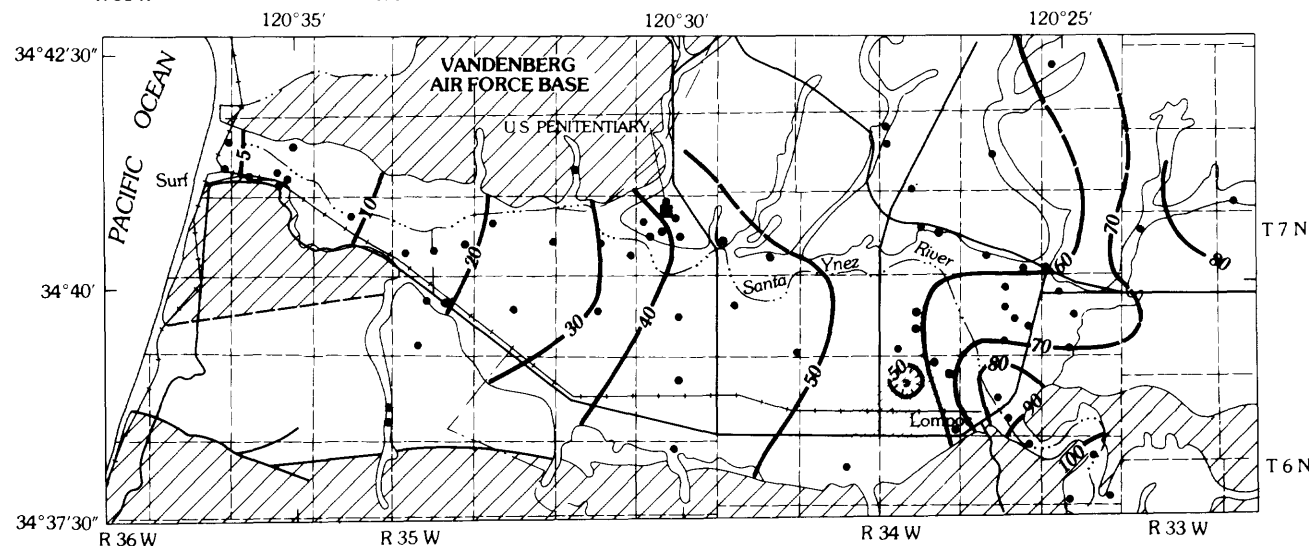 120°35' 120°30' 120°25'
34°42'30"
VANDENBERG
AIR FORCE BASE
U S PENITENTIARY
PACIFIC OCEAN
Surf
5
10
20
30
40
50
60
70
80
T 7 N
34°40'
Santa Ynez River
50
70
80
90
100
Lompoc
T 6 N
34°37'30"
R 36 W R 35 W R 34 W R 33 W